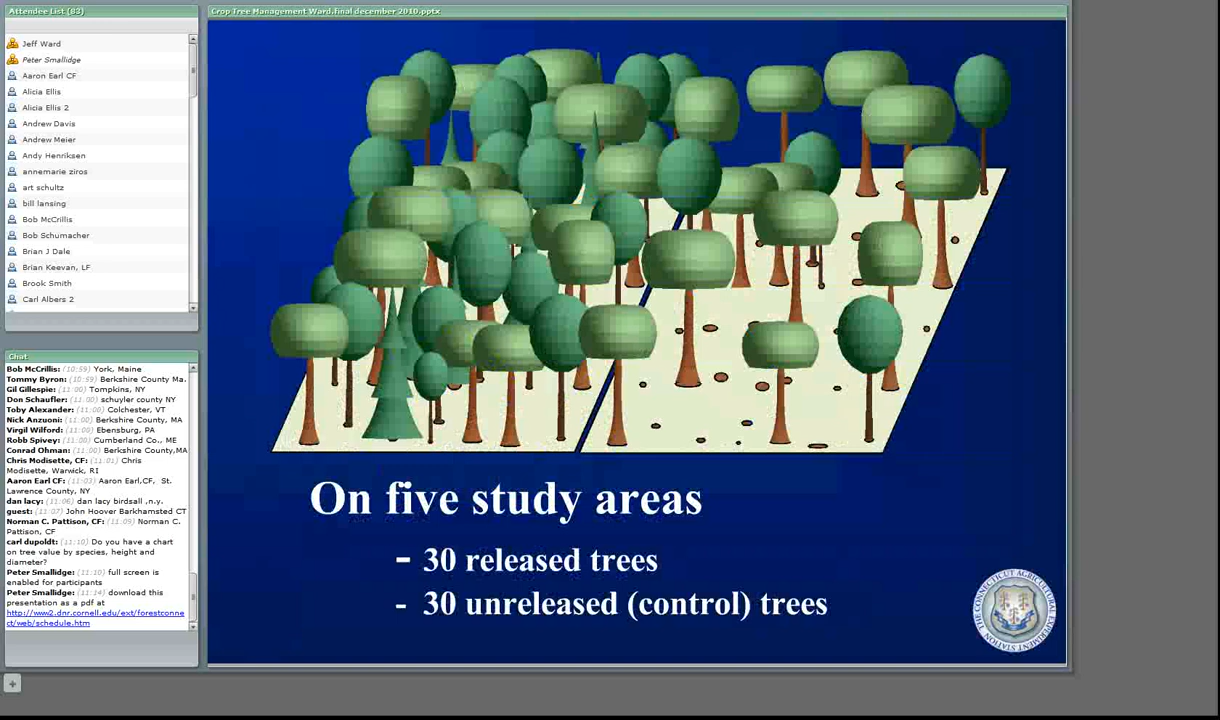 Attendee List (83)
Jeff Ward
Peter Smallidge
Aaron Earl CF
Alicia Ellis
Alicia Ellis 2
Andrew Davis
Andrew Meier
Andy Henriksen
annemarie ziros
art schultz
bill lansing
Bob McCrillis
Bob Schumacher
Brian J Dale
Brian Keevan, LF
Brook Smith
Carl Albers 2
Chat
Bob McCrillis: (10:59) York, Maine
Tommy Byron: (10:59) Berkshire County Ma.
Gil Gillespie: (11:00) Tompkins, NY
Don Schaufler: (11:00) schuyler county NY
Toby Alexander: (11:00) Colchester, VT
Nick Anzuoni: (11:00) Berkshire County, MA
Virgil Wilford: (11:00) Ebensburg, PA
Robb Spivey: (11:00) Cumberland Co., ME
Conrad Ohman: (11:00) Berkshire County,MA
Chris Modisette, CF: (11:01) Chris
Modisette, Warwick, RI
Aaron Earl CF: (11:03) Aaron Earl,CF, St.
Lawrence County, NY
dan lacy: (11:06) dan lacy birdsall ,n.y.
guest: (11:07) John Hoover Barkhamsted CT
Norman C. Pattison, CF: (11:09) Norman C.
Pattison, CF
carl dupoldt: (11:10) Do you have a chart
on tree value by species, height and
diameter?
Peter Smallidge: (11:10) full screen is
enabled for participants
Peter Smallidge: (11:14) download this
presentation as a pdf at
http://www2.dnr.cornell.edu/ext/forestconne
ct/web/schedule.htm
Crop Tree Management Ward.final december 2010.pptx
On five study areas
- 30 released trees
- 30 unreleased (control) trees
THE CONNECTICUT AGRICULTURAL
EXPERIMENT STATION